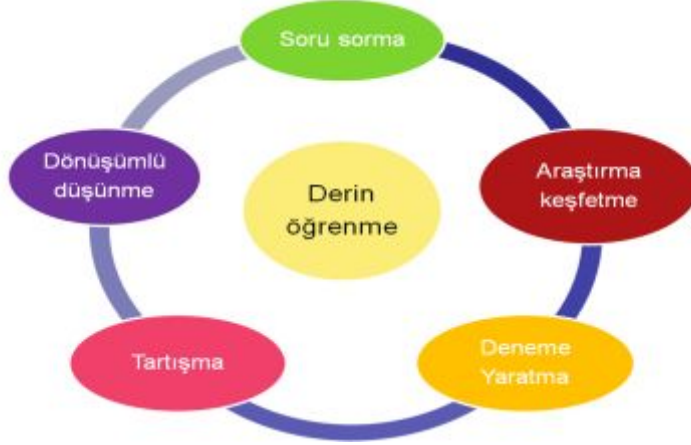 Soru sorma
Araştırma
keşfetme
Deneme
Yaratma
Tartışma
Dönüşümlü
düşünme
Derin
öğrenme